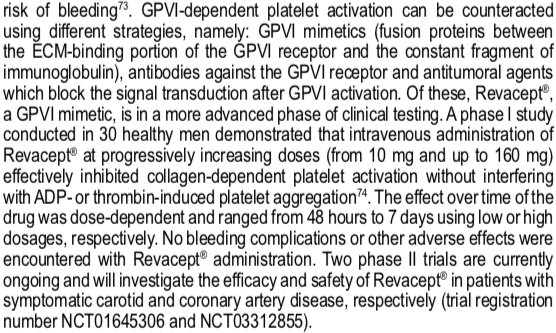 risk of bleeding⁷³. GPVI-dependent platelet activation can be counteracted
using different strategies, namely: GPVI mimetics (fusion proteins between
the ECM-binding portion of the GPVI receptor and the constant fragment of
immunoglobulin), antibodies against the GPVI receptor and antitumoral agents
which block the signal transduction after GPVI activation. Of these, Revacept®,
a GPVI mimetic, is in a more advanced phase of clinical testing. A phase I study
conducted in 30 healthy men demonstrated that intravenous administration of
Revacept® at progressively increasing doses (from 10 mg and up to 160 mg)
effectively inhibited collagen-dependent platelet activation without interfering
with ADP- or thrombin-induced platelet aggregation⁷⁴. The effect over time of the
drug was dose-dependent and ranged from 48 hours to 7 days using low or high
dosages, respectively. No bleeding complications or other adverse effects were
encountered with Revacept® administration. Two phase II trials are currently
ongoing and will investigate the efficacy and safety of Revacept® in patients with
symptomatic carotid and coronary artery disease, respectively (trial registration
number NCT01645306 and NCT03312855).